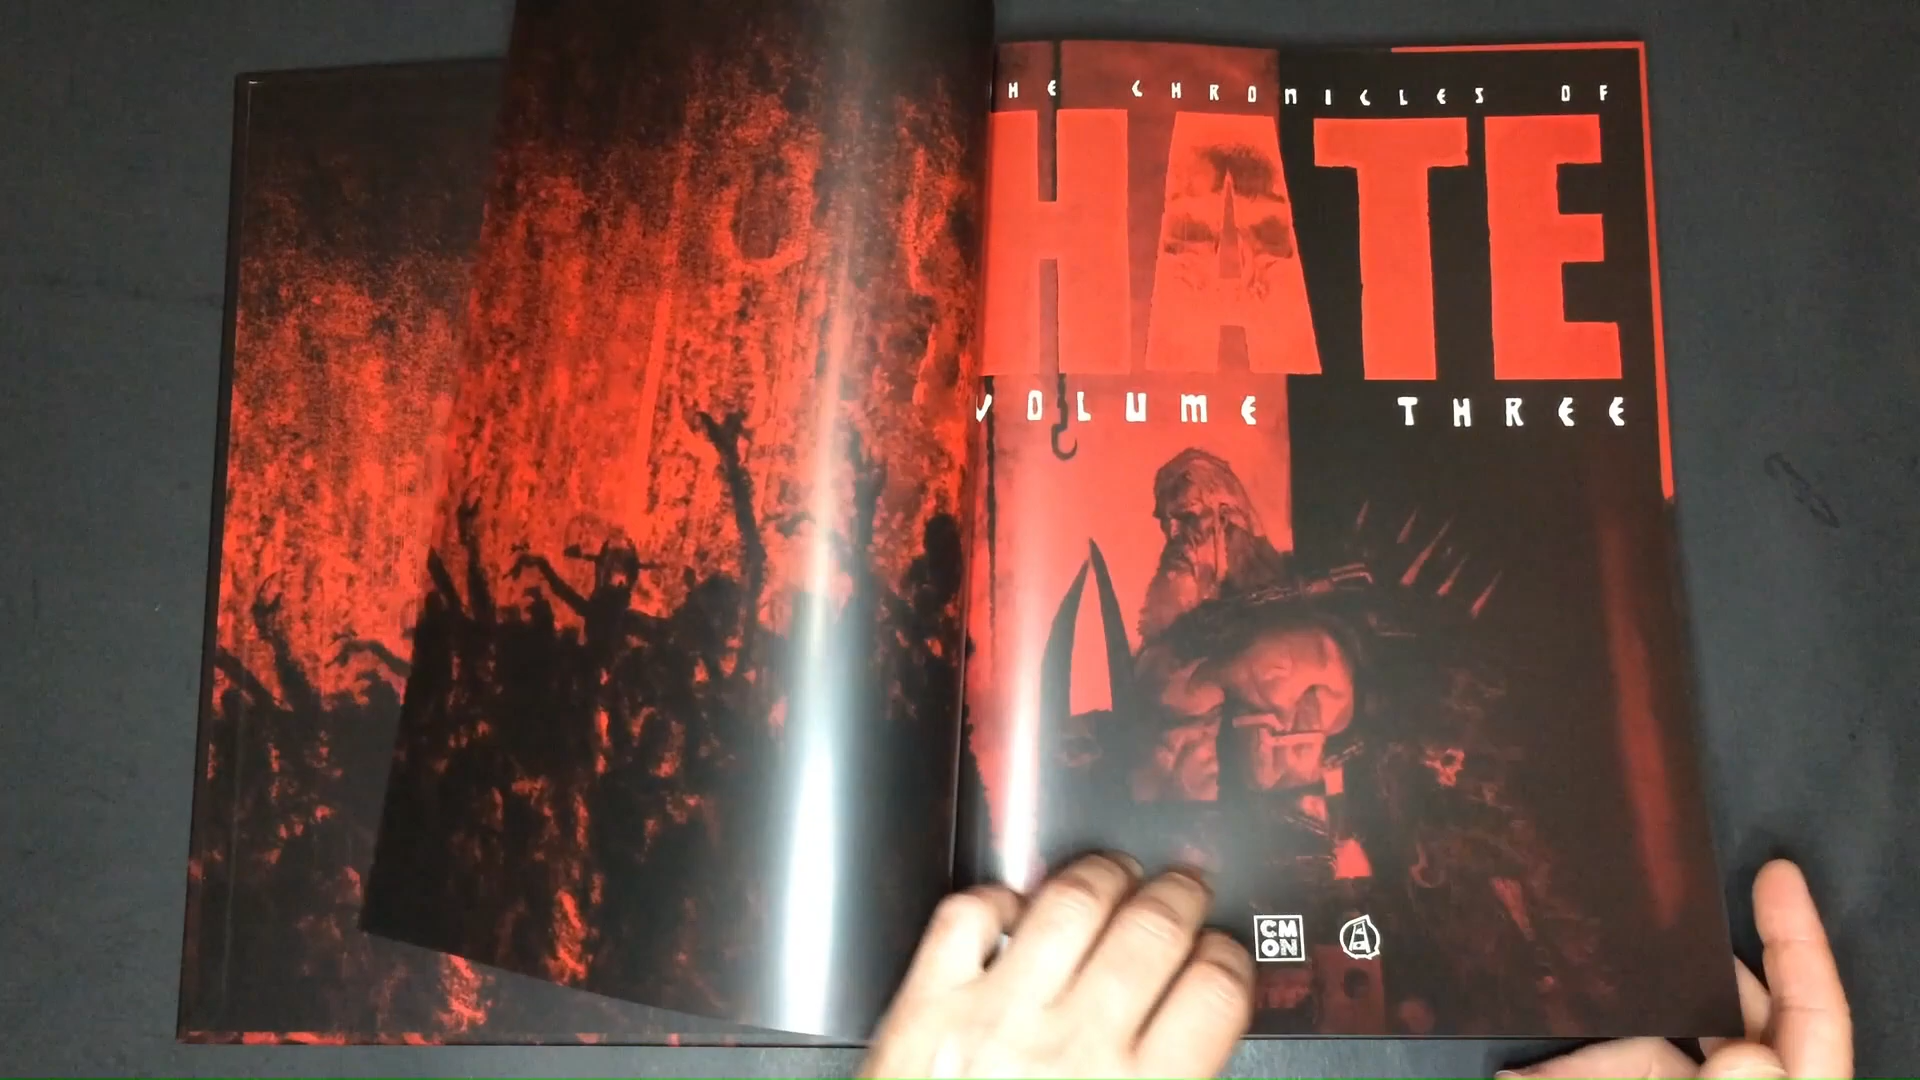 HE CHRONICLES OF
HATE
VOLUME THREE
CM
ON